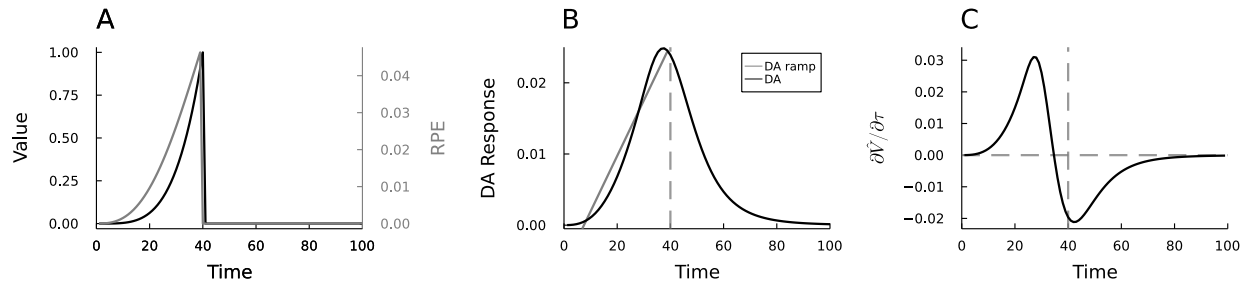 A
Value
1.00
0.75
0.50
0.25
0.00
0.04
0.03
0.02
0.01
0.00
RPE
0 20 40 60 80 100
Time
B
DA Response
0.02
0.01
0.00
DA ramp
DA
0 20 40 60 80 100
Time
C
∂V̂/∂τ
0.03
0.02
0.01
0.00
−0.01
−0.02
0 20 40 60 80 100
Time